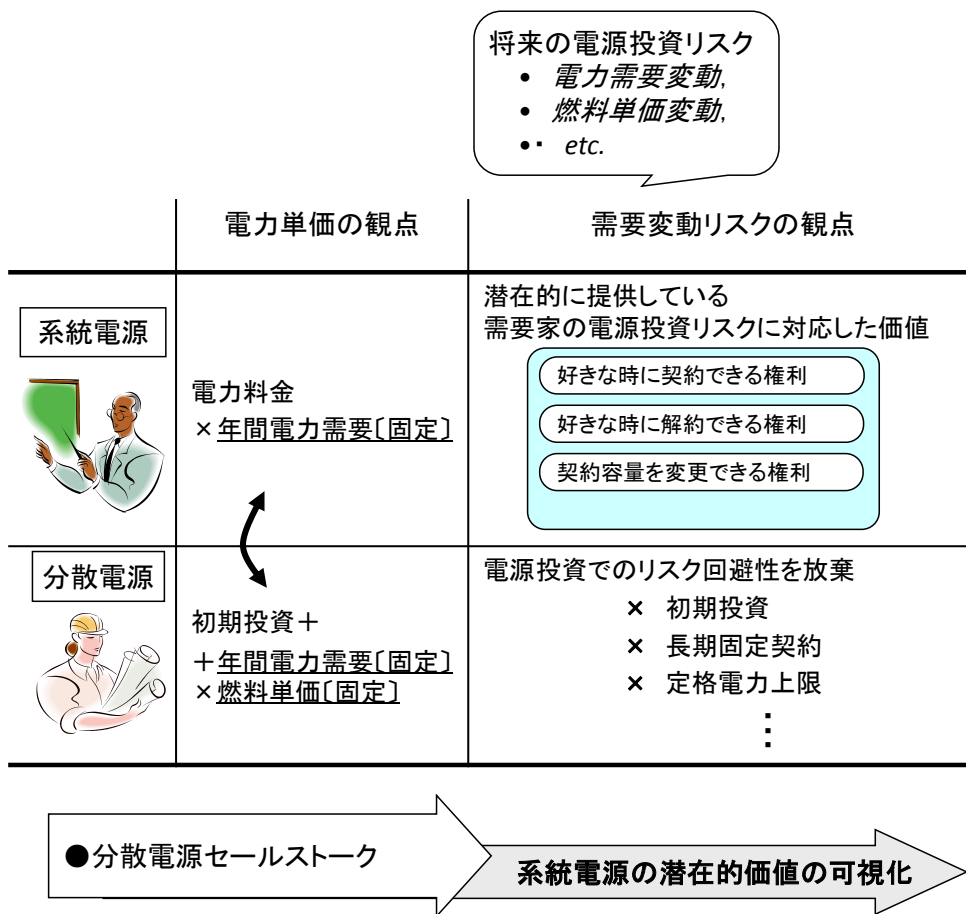 将来の電源投資リスク
• 電力需要変動,
• 燃料単価変動,
•▪ etc.
電力単価の観点
需要変動リスクの観点
系統電源
電力料金
×年間電力需要〔固定〕
潜在的に提供している
需要家の電源投資リスクに対応した価値
好きな時に契約できる権利
好きな時に解約できる権利
契約容量を変更できる権利
分散電源
初期投資＋
＋年間電力需要〔固定〕
×燃料単価〔固定〕
電源投資でのリスク回避性を放棄
× 初期投資
× 長期固定契約
× 定格電力上限
⋮
●分散電源セールストーク
系統電源の潜在的価値の可視化